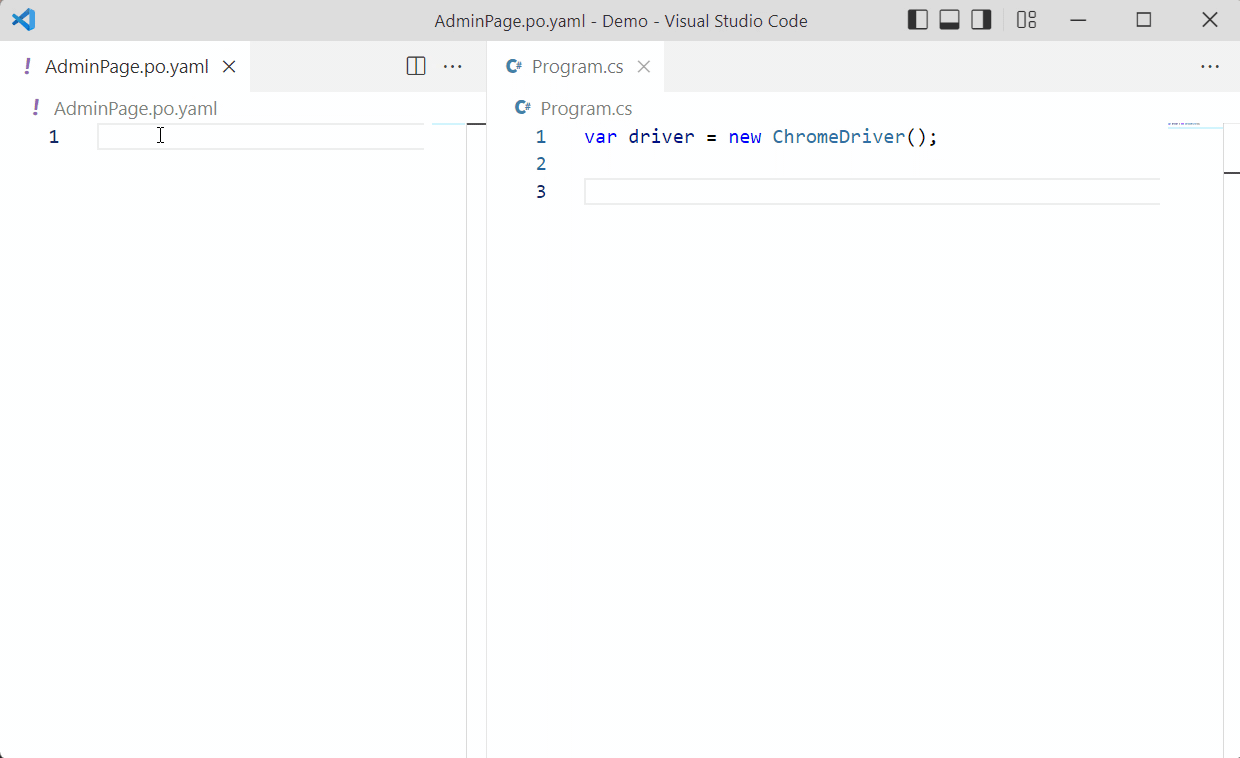 AdminPage.po.yaml - Demo - Visual Studio Code
! AdminPage.po.yaml
! AdminPage.po.yaml
1
C# Program.cs
C# Program.cs
1 var driver = new ChromeDriver();
2
3